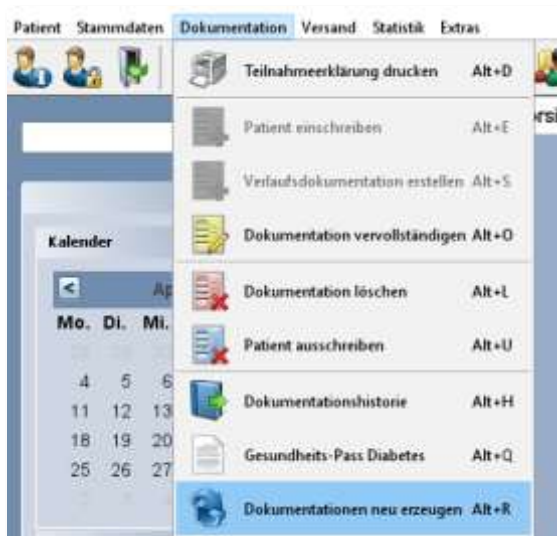 Patient Stammdaten Dokumentation Versand Statistik Extras
Teilnahmeerklärung drucken Alt+D
Patient einschreiben Alt+E
Verlaufsdokumentation erstellen Alt+S
Dokumentation vervollständigen Alt+O
Kalender
Dokumentation löschen Alt+L
<
Mo. Di. Mi.
Patient ausschreiben Alt+U
4 5 6
Dokumentationshistorie Alt+H
11 12 13
18 19 20
Gesundheits-Pass Diabetes Alt+Q
25 26 27
Dokumentationen neu erzeugen Alt+R